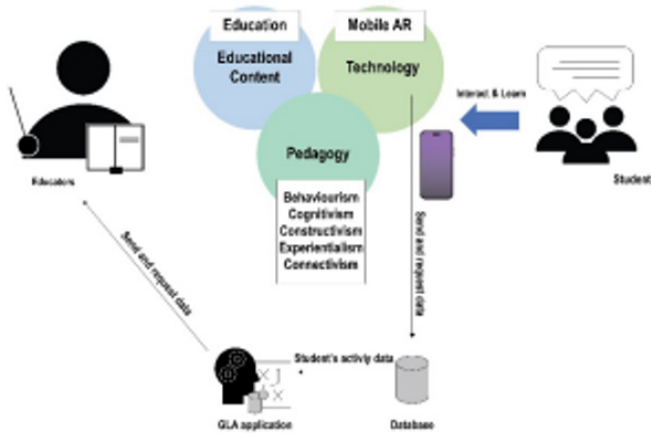 Education
Mobile AR
Educational
Content
Technology
Interact & Learn
Pedagogy
Educators
Student
Behaviourism
Cognitivism
Constructivism
Experientialism
Connectivism
Send and request data
Send and request data
Student's activiy data
GLA application
Database